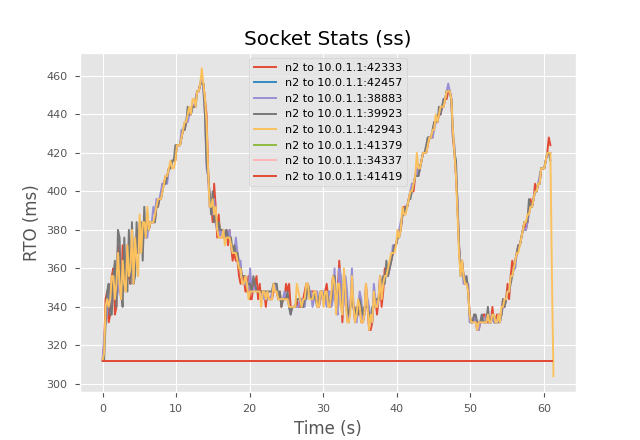 Socket Stats (ss)
n2 to 10.0.1.1:42333
n2 to 10.0.1.1:42457
n2 to 10.0.1.1:38883
n2 to 10.0.1.1:39923
n2 to 10.0.1.1:42943
n2 to 10.0.1.1:41379
n2 to 10.0.1.1:34337
n2 to 10.0.1.1:41419
RTO (ms)
460
440
420
400
380
360
340
320
300
0 10 20 30 40 50 60
Time (s)